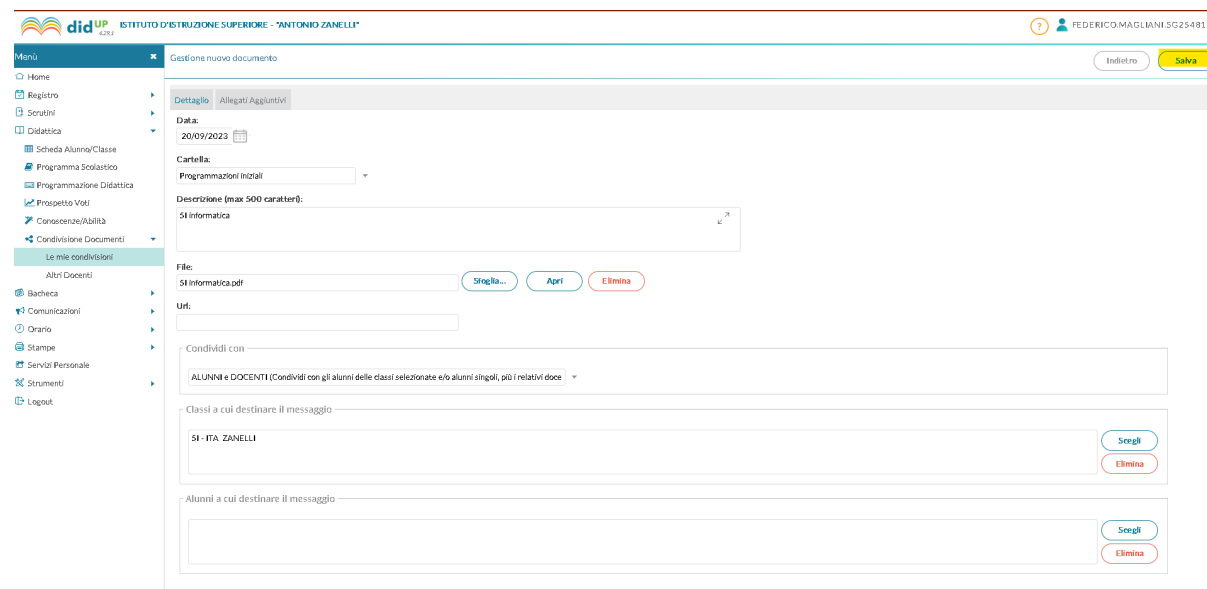 didUP 4.29.1 ISTITUTO D'ISTRUZIONE SUPERIORE - "ANTONIO ZANELLI" ? FEDERICO.MAGLIANI.SG25481
Menù
Gestione nuovo documento Indietro Salva
Home
Registro
Scrutini
Didattica
Scheda Alunno/Classe
Programma Scolastico
Programmazione Didattica
Prospetto Voti
Conoscenze/Abilità
Condivisione Documenti
Le mie condivisioni
Altri Docenti
Bacheca
Comunicazioni
Orario
Stampe
Servizi Personale
Strumenti
Logout
Dettaglio Allegati Aggiuntivi
Data:
20/09/2023
Cartella:
Programmazioni iniziali
Descrizione (max 500 caratteri):
5I informatica
File:
5I informatica.pdf Sfoglia... Apri Elimina
Url:
Condividi con
ALUNNI e DOCENTI (Condividi con gli alunni delle classi selezionate e/o alunni singoli, più i relativi doce
Classi a cui destinare il messaggio
5I - ITA ZANELLI
Scegli
Elimina
Alunni a cui destinare il messaggio
Scegli
Elimina